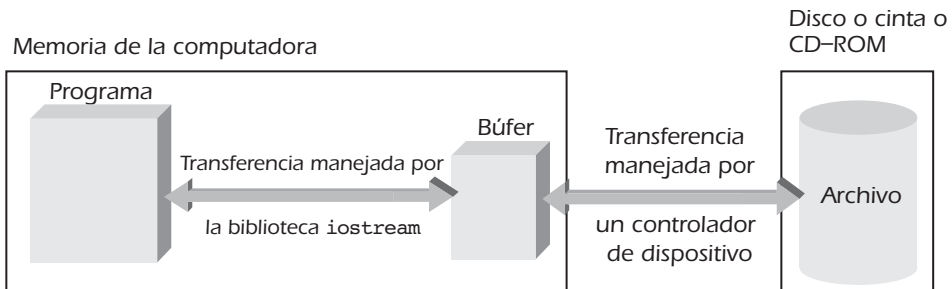 Disco o cinta o
CD–ROM
Memoria de la computadora
Programa
Búfer
Transferencia manejada por
la biblioteca iostream
Transferencia
manejada por
un controlador
de dispositivo
Archivo